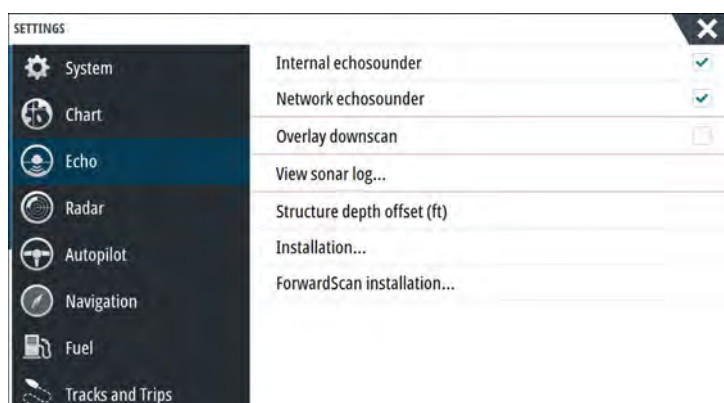 SETTINGS
System
Chart
Echo
Radar
Autopilot
Navigation
Fuel
Tracks and Trips
Internal echosounder
Network echosounder
Overlay downscan
View sonar log...
Structure depth offset (ft)
Installation...
ForwardScan installation...